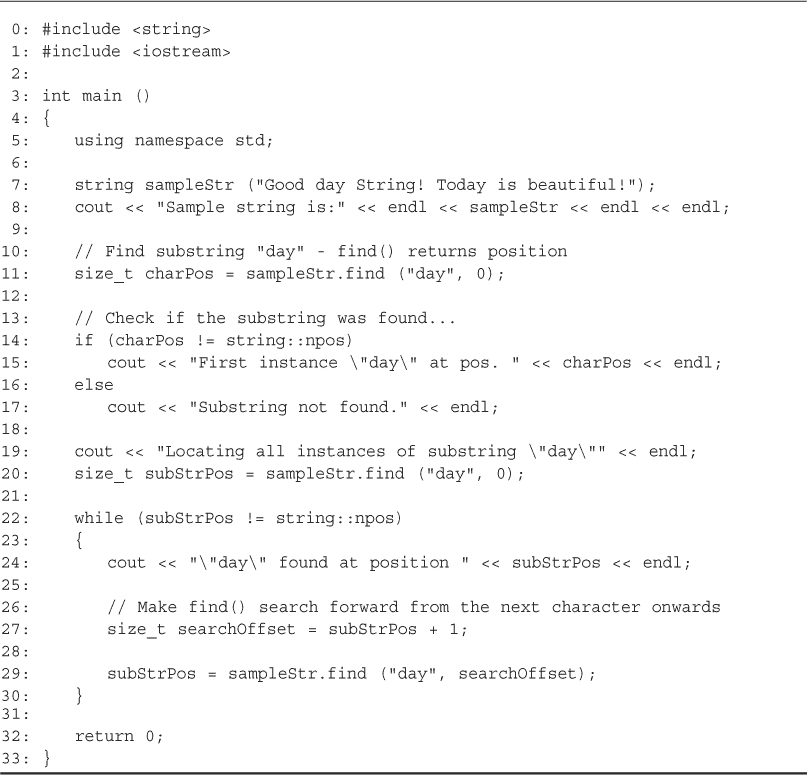 0: #include <string>
1: #include <iostream>
2:
3: int main ()
4: {
5:    using namespace std;
6:
7:    string sampleStr ("Good day String! Today is beautiful!");
8:    cout << "Sample string is:" << endl << sampleStr << endl << endl;
9:
10:    // Find substring "day" - find() returns position
11:    size_t charPos = sampleStr.find ("day", 0);
12:
13:    // Check if the substring was found...
14:    if (charPos != string::npos)
15:       cout << "First instance \"day\" at pos. " << charPos << endl;
16:    else
17:       cout << "Substring not found." << endl;
18:
19:    cout << "Locating all instances of substring \"day\"" << endl;
20:    size_t subStrPos = sampleStr.find ("day", 0);
21:
22:    while (subStrPos != string::npos)
23:    {
24:       cout << "\"day\" found at position " << subStrPos << endl;
25:
26:       // Make find() search forward from the next character onwards
27:       size_t searchOffset = subStrPos + 1;
28:
29:       subStrPos = sampleStr.find ("day", searchOffset);
30:    }
31:
32:    return 0;
33: }